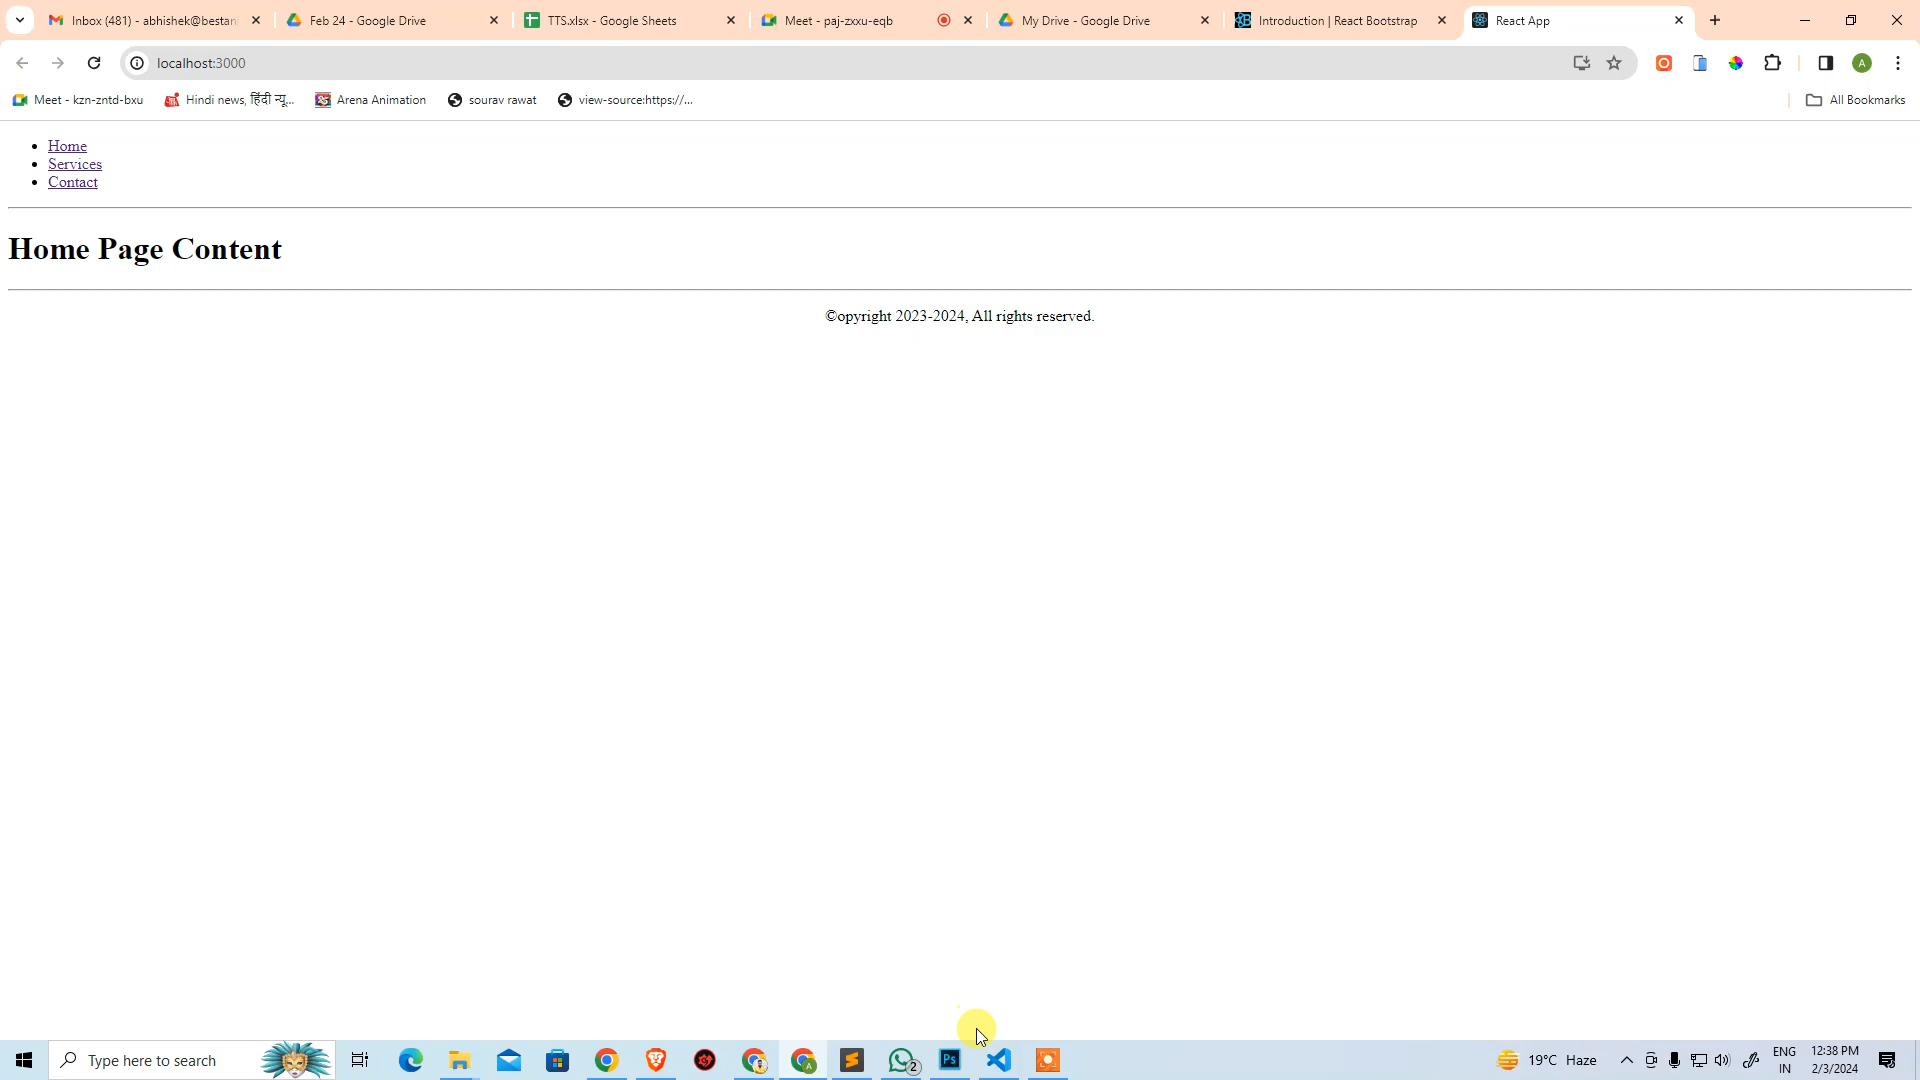 Inbox (481) - abhishek@bestan
Feb 24 - Google Drive
TTS.xlsx - Google Sheets
Meet - paj-zxxu-eqb
My Drive - Google Drive
Introduction | React Bootstrap
React App
localhost:3000
A
Meet - kzn-zntd-bxu
Hindi news, हिंदी न्यू...
Arena Animation
sourav rawat
view-source:https://...
All Bookmarks
Home
Services
Contact
Home Page Content
©opyright 2023-2024, All rights reserved.
Type here to search
A
2
Ps
19°C Haze
ENG
IN
12:38 PM
2/3/2024